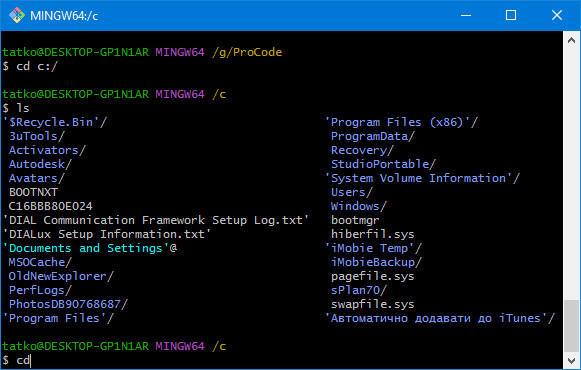 MINGW64:/c
tatko@DESKTOP-GP1N1AR MINGW64 /g/ProCode
$ cd c:/
tatko@DESKTOP-GP1N1AR MINGW64 /c
$ ls
'$Recycle.Bin'/ 'Program Files (x86)'/
3uTools/ ProgramData/
Activators/ Recovery/
Autodesk/ StudioPortable/
Avatars/ 'System Volume Information'/
BOOTNXT Users/
C16BBB80E024 Windows/
'DIAL Communication Framework Setup Log.txt' bootmgr
'DIALux Setup Information.txt' hiberfil.sys
'Documents and Settings'@ 'iMobie Temp'/
MSOCache/ iMobieBackup/
OldNewExplorer/ pagefile.sys
PerfLogs/ sPlan70/
PhotosDB90768687/ swapfile.sys
'Program Files'/ 'Автоматично додавати до iTunes'/
tatko@DESKTOP-GP1N1AR MINGW64 /c
$ cd